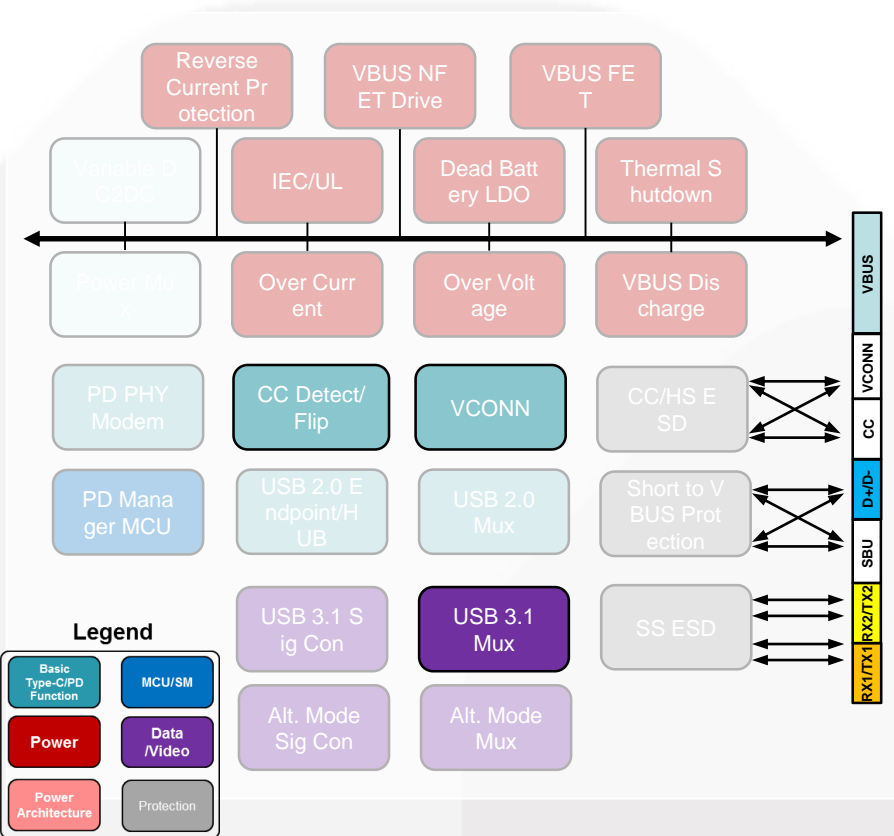 Reverse
Current Pr
otection
VBUS NF
ET Drive
VBUS FE
T
Variable D
C2DC
IEC/UL
Dead Batt
ery LDO
Thermal S
hutdown
Power Mu
x
Over Curr
ent
Over Volt
age
VBUS Dis
charge
VBUS
PD PHY
Modem
CC Detect/
Flip
VCONN
CC/HS E
SD
VCONN
CC
PD Mana
ger MCU
USB 2.0 E
ndpoint/H
UB
USB 2.0
Mux
Short to V
BUS Prot
ection
D+/D-
SBU
USB 3.1 S
ig Con
USB 3.1
Mux
SS ESD
RX2/TX2
RX1/TX1
Alt. Mode
Sig Con
Alt. Mode
Mux
Legend
Basic
Type-C/PD
Function
MCU/SM
Power
Data
/Video
Power
Architecture
Protection